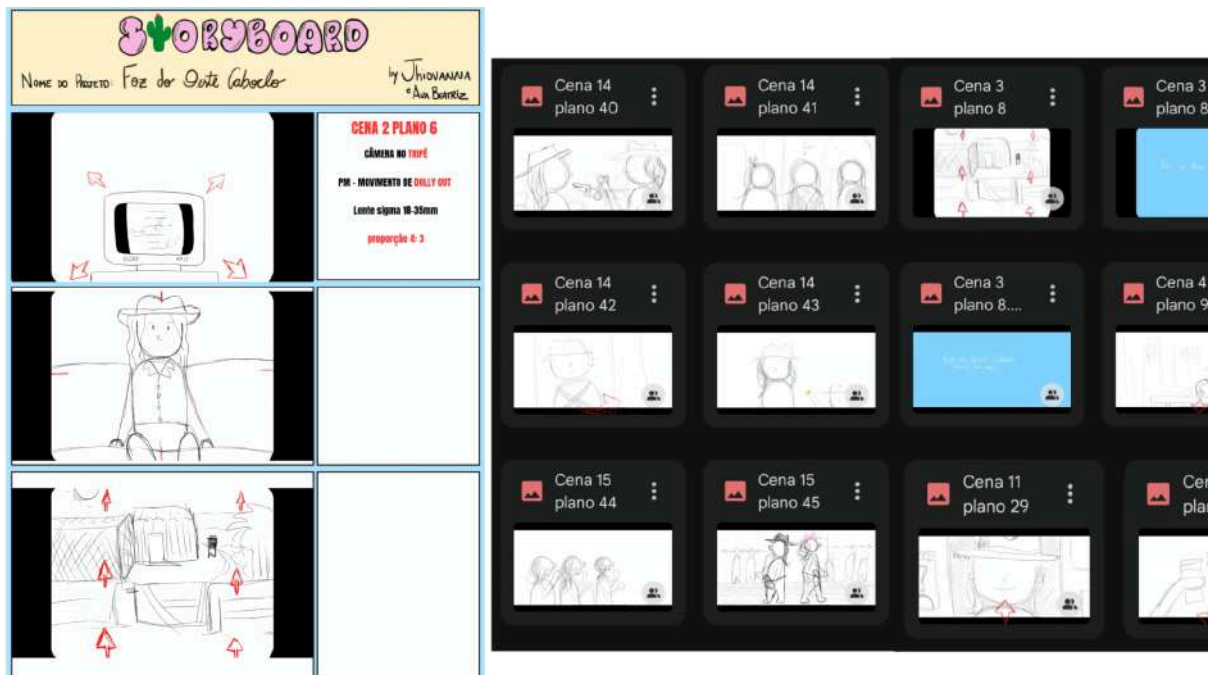 STORYBOARD
NOME DO PROJETO: Foz do Oeste Caboclo
by JHIOVANNA
e ANA BEATRIZ
CENA 2 PLANO 6
CÂMERA NO TRIPÉ
PM - MOVIMENTO DE DOLLY OUT
Lente sigma 18-35mm
proporção 4:3
Cena 14
plano 40
Cena 14
plano 41
Cena 3
plano 8
Cena 3
plano 8
Cena 14
plano 42
Cena 14
plano 43
Cena 3
plano 8....
Cena 4
plano 9
Cena 15
plano 44
Cena 15
plano 45
Cena 11
plano 29
Cen
plan